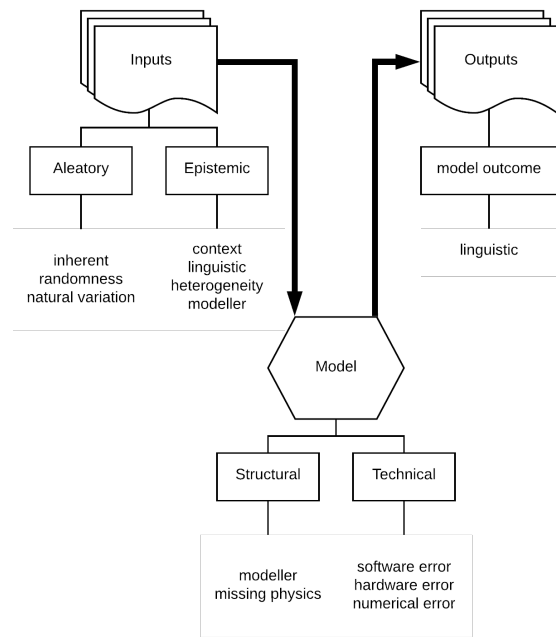 Inputs
Outputs
Aleatory
Epistemic
model outcome
inherent
randomness
natural variation
context
linguistic
heterogeneity
modeller
linguistic
Model
Structural
Technical
modeller
missing physics
software error
hardware error
numerical error